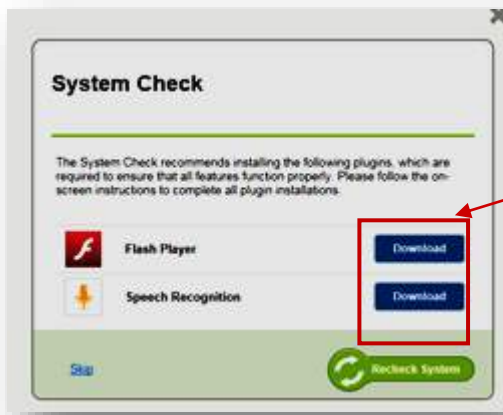 System Check
The System Check recommends installing the following plugins, which are
required to ensure that all features function properly. Please follow the on-
screen instructions to complete all plugin installations.
Flash Player
Download
Speech Recognition
Download
Skip
Recheck System